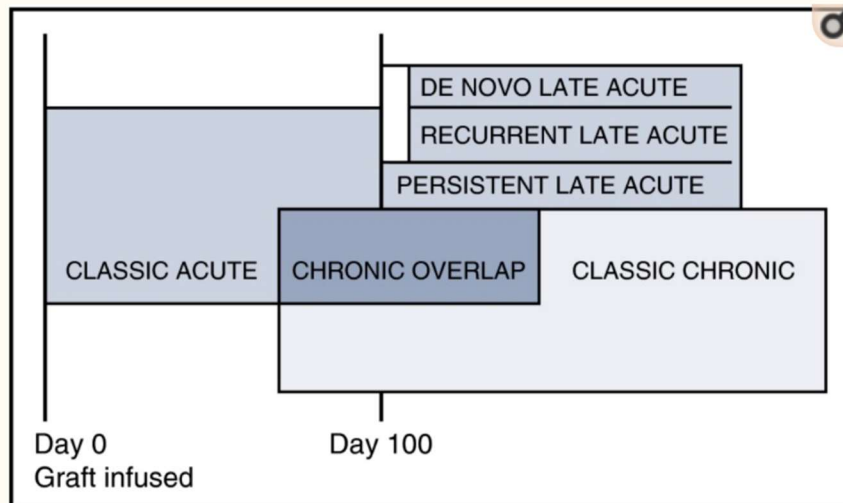 DE NOVO LATE ACUTE
RECURRENT LATE ACUTE
PERSISTENT LATE ACUTE
CLASSIC ACUTE
CHRONIC OVERLAP
CLASSIC CHRONIC
Day 0
Graft infused
Day 100